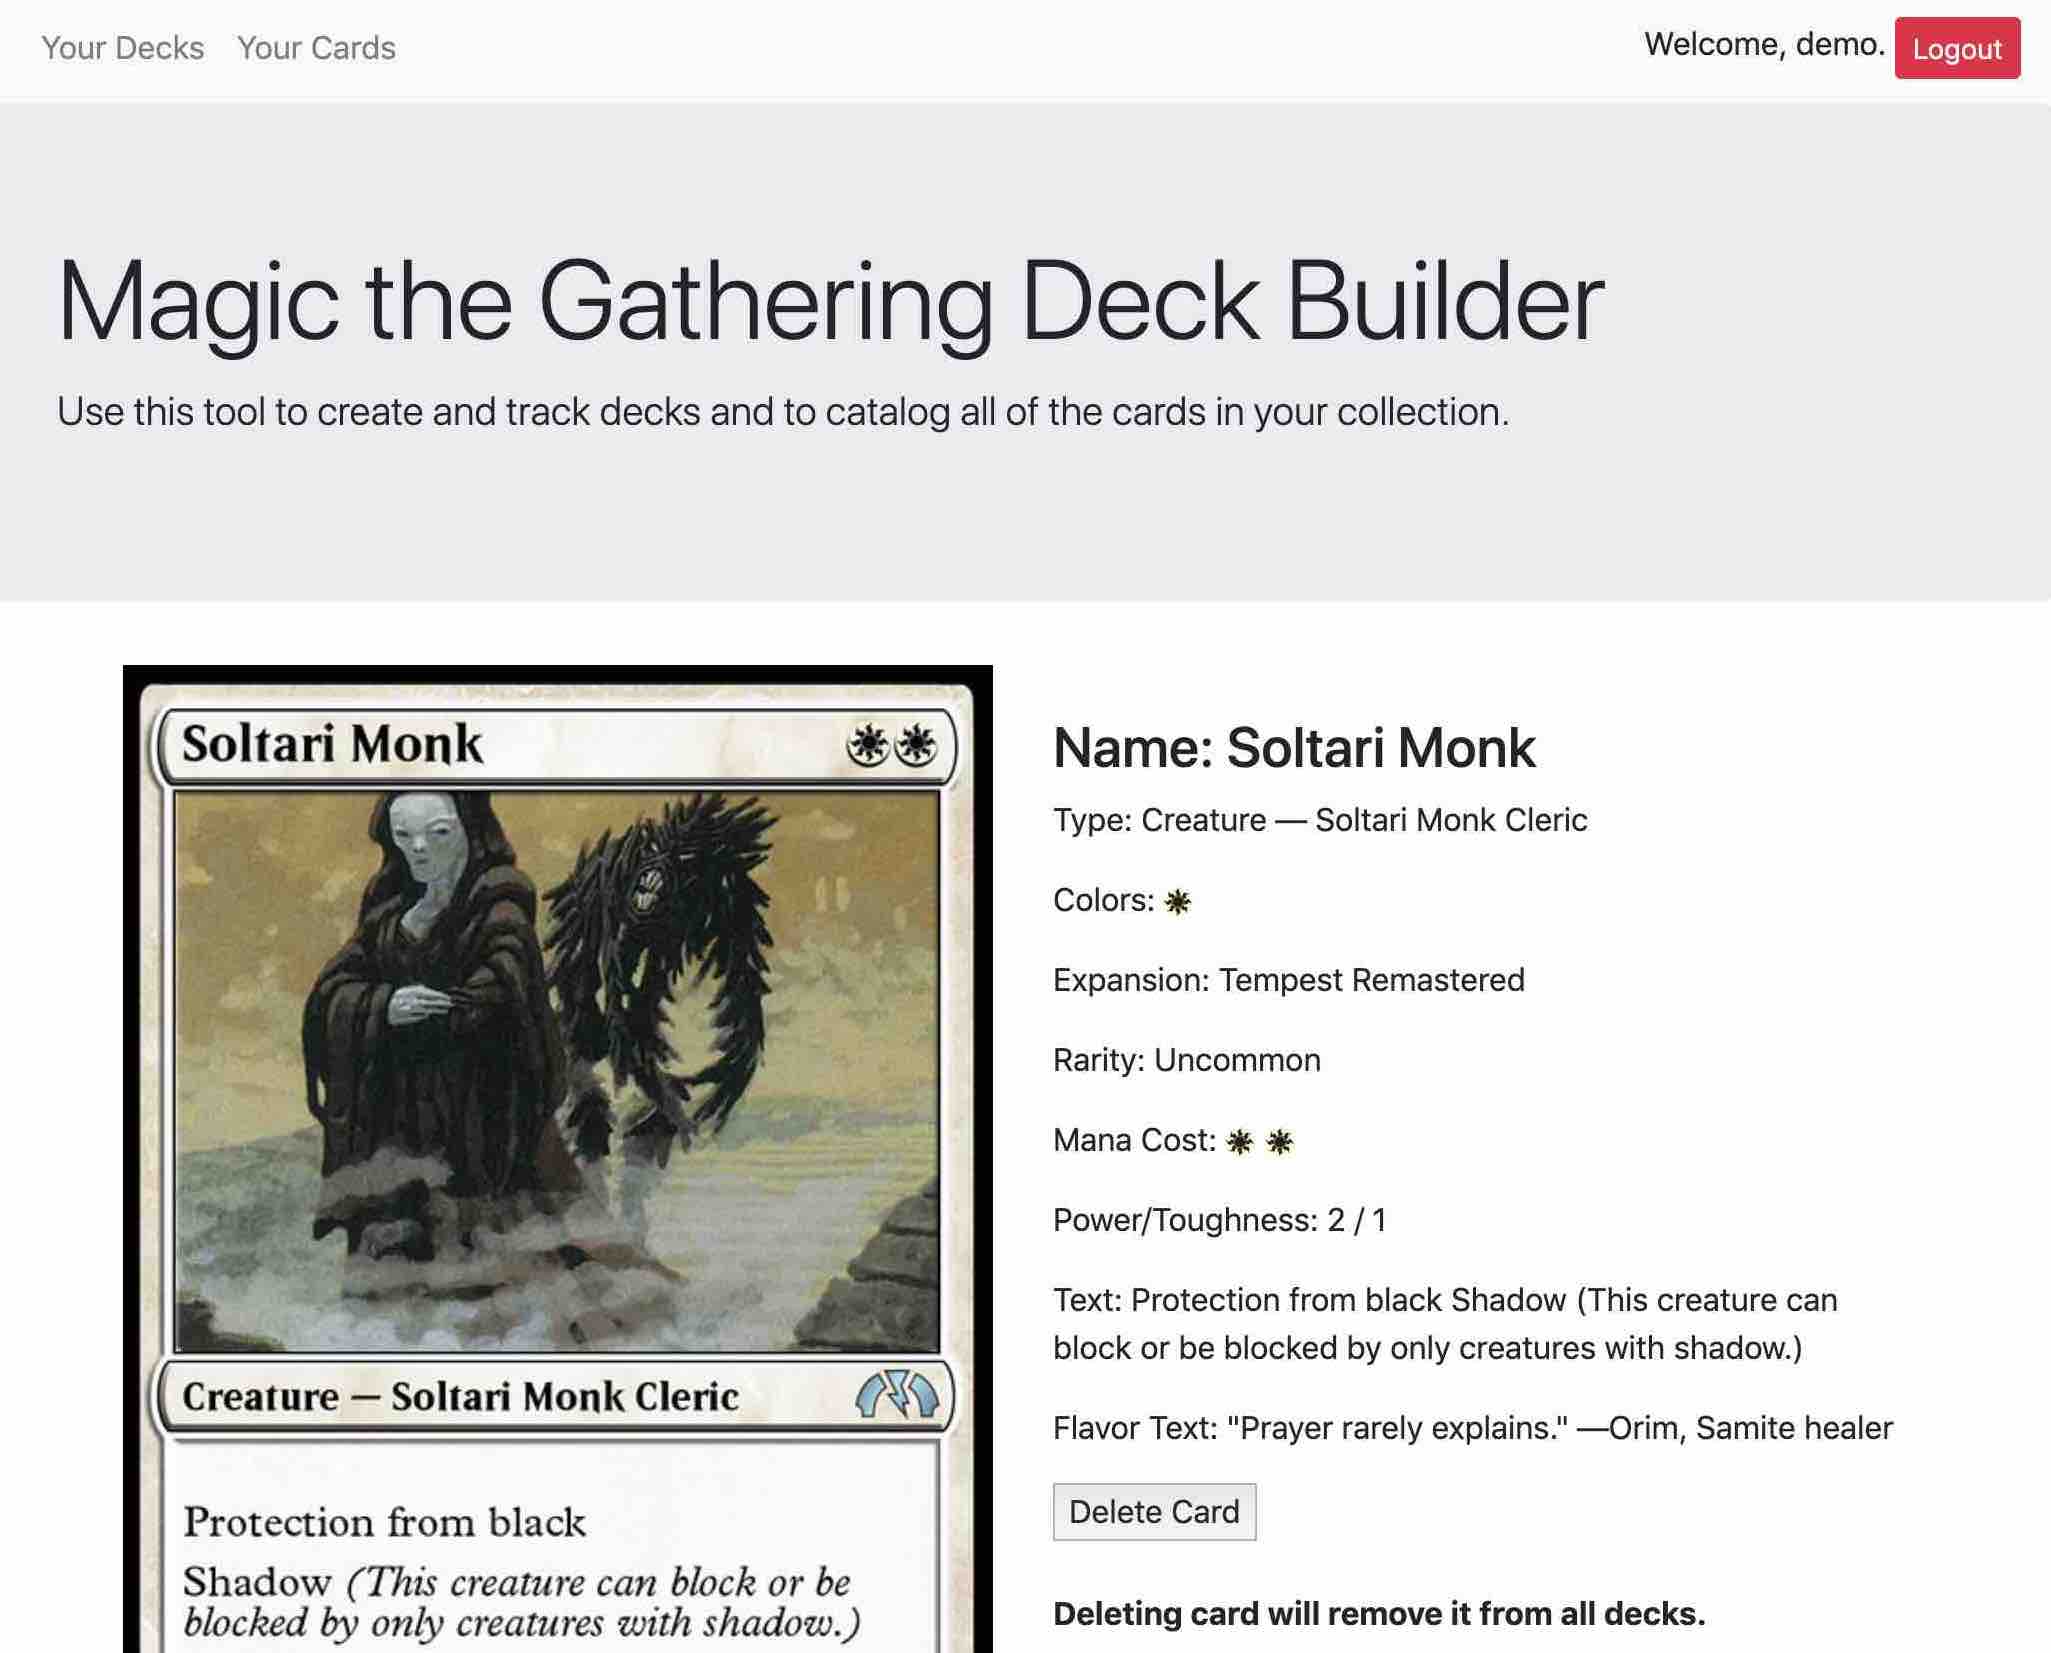 Your Decks Your Cards Welcome, demo. Logout
Magic the Gathering Deck Builder
Use this tool to create and track decks and to catalog all of the cards in your collection.
Soltari Monk
Creature — Soltari Monk Cleric
Protection from black
Shadow (This creature can block or be
blocked by only creatures with shadow.)
Name: Soltari Monk
Type: Creature — Soltari Monk Cleric
Colors:
Expansion: Tempest Remastered
Rarity: Uncommon
Mana Cost:
Power/Toughness: 2 / 1
Text: Protection from black Shadow (This creature can
block or be blocked by only creatures with shadow.)
Flavor Text: "Prayer rarely explains." —Orim, Samite healer
Delete Card
Deleting card will remove it from all decks.